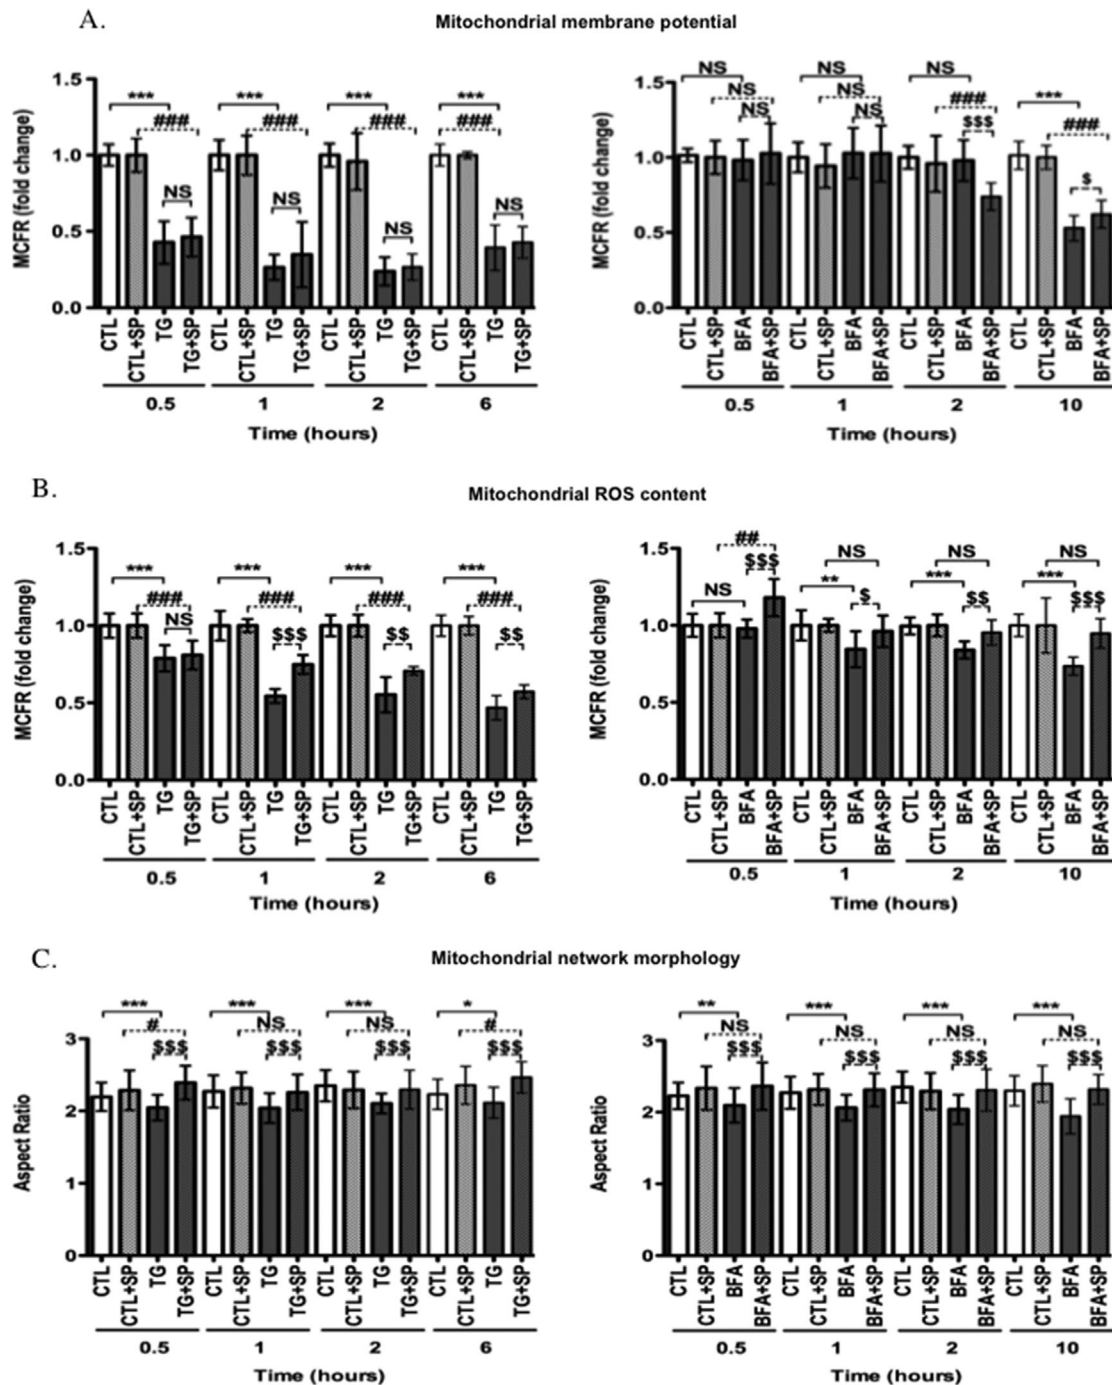 A.
Mitochondrial membrane potential
MCFR (fold change)
1.5
1.0
0.5
0.0
*** ### NS
*** ### NS
*** ### NS
*** ### NS
CTL CTL+SP TG TG+SP CTL CTL+SP TG TG+SP CTL CTL+SP TG TG+SP CTL CTL+SP TG TG+SP
0.5 1 2 6
Time (hours)
MCFR (fold change)
1.5
1.0
0.5
0.0
NS NS NS
NS NS NS
NS ### $$$
*** ### $
CTL CTL+SP BFA BFA+SP CTL CTL+SP BFA BFA+SP CTL CTL+SP BFA BFA+SP CTL CTL+SP BFA BFA+SP
0.5 1 2 10
Time (hours)
B.
Mitochondrial ROS content
MCFR (fold change)
1.5
1.0
0.5
0.0
*** ### NS
*** ### $$$
*** ### $$
*** ### $$
CTL CTL+SP TG TG+SP CTL CTL+SP TG TG+SP CTL CTL+SP TG TG+SP CTL CTL+SP TG TG+SP
0.5 1 2 6
Time (hours)
MCFR (fold change)
1.5
1.0
0.5
0.0
NS ## $$$
** NS $
*** NS $$
*** NS $$$
CTL CTL+SP BFA BFA+SP CTL CTL+SP BFA BFA+SP CTL CTL+SP BFA BFA+SP CTL CTL+SP BFA BFA+SP
0.5 1 2 10
Time (hours)
C.
Mitochondrial network morphology
Aspect Ratio
3
2
1
0
*** # $$$
*** NS $$$
*** NS $$$
* # $$$
CTL CTL+SP TG TG+SP CTL CTL+SP TG TG+SP CTL CTL+SP TG TG+SP CTL CTL+SP TG TG+SP
0.5 1 2 6
Time (hours)
Aspect Ratio
3
2
1
0
** NS $$$
*** NS $$$
*** NS $$$
*** NS $$$
CTL CTL+SP BFA BFA+SP CTL CTL+SP BFA BFA+SP CTL CTL+SP BFA BFA+SP CTL CTL+SP BFA BFA+SP
0.5 1 2 10
Time (hours)